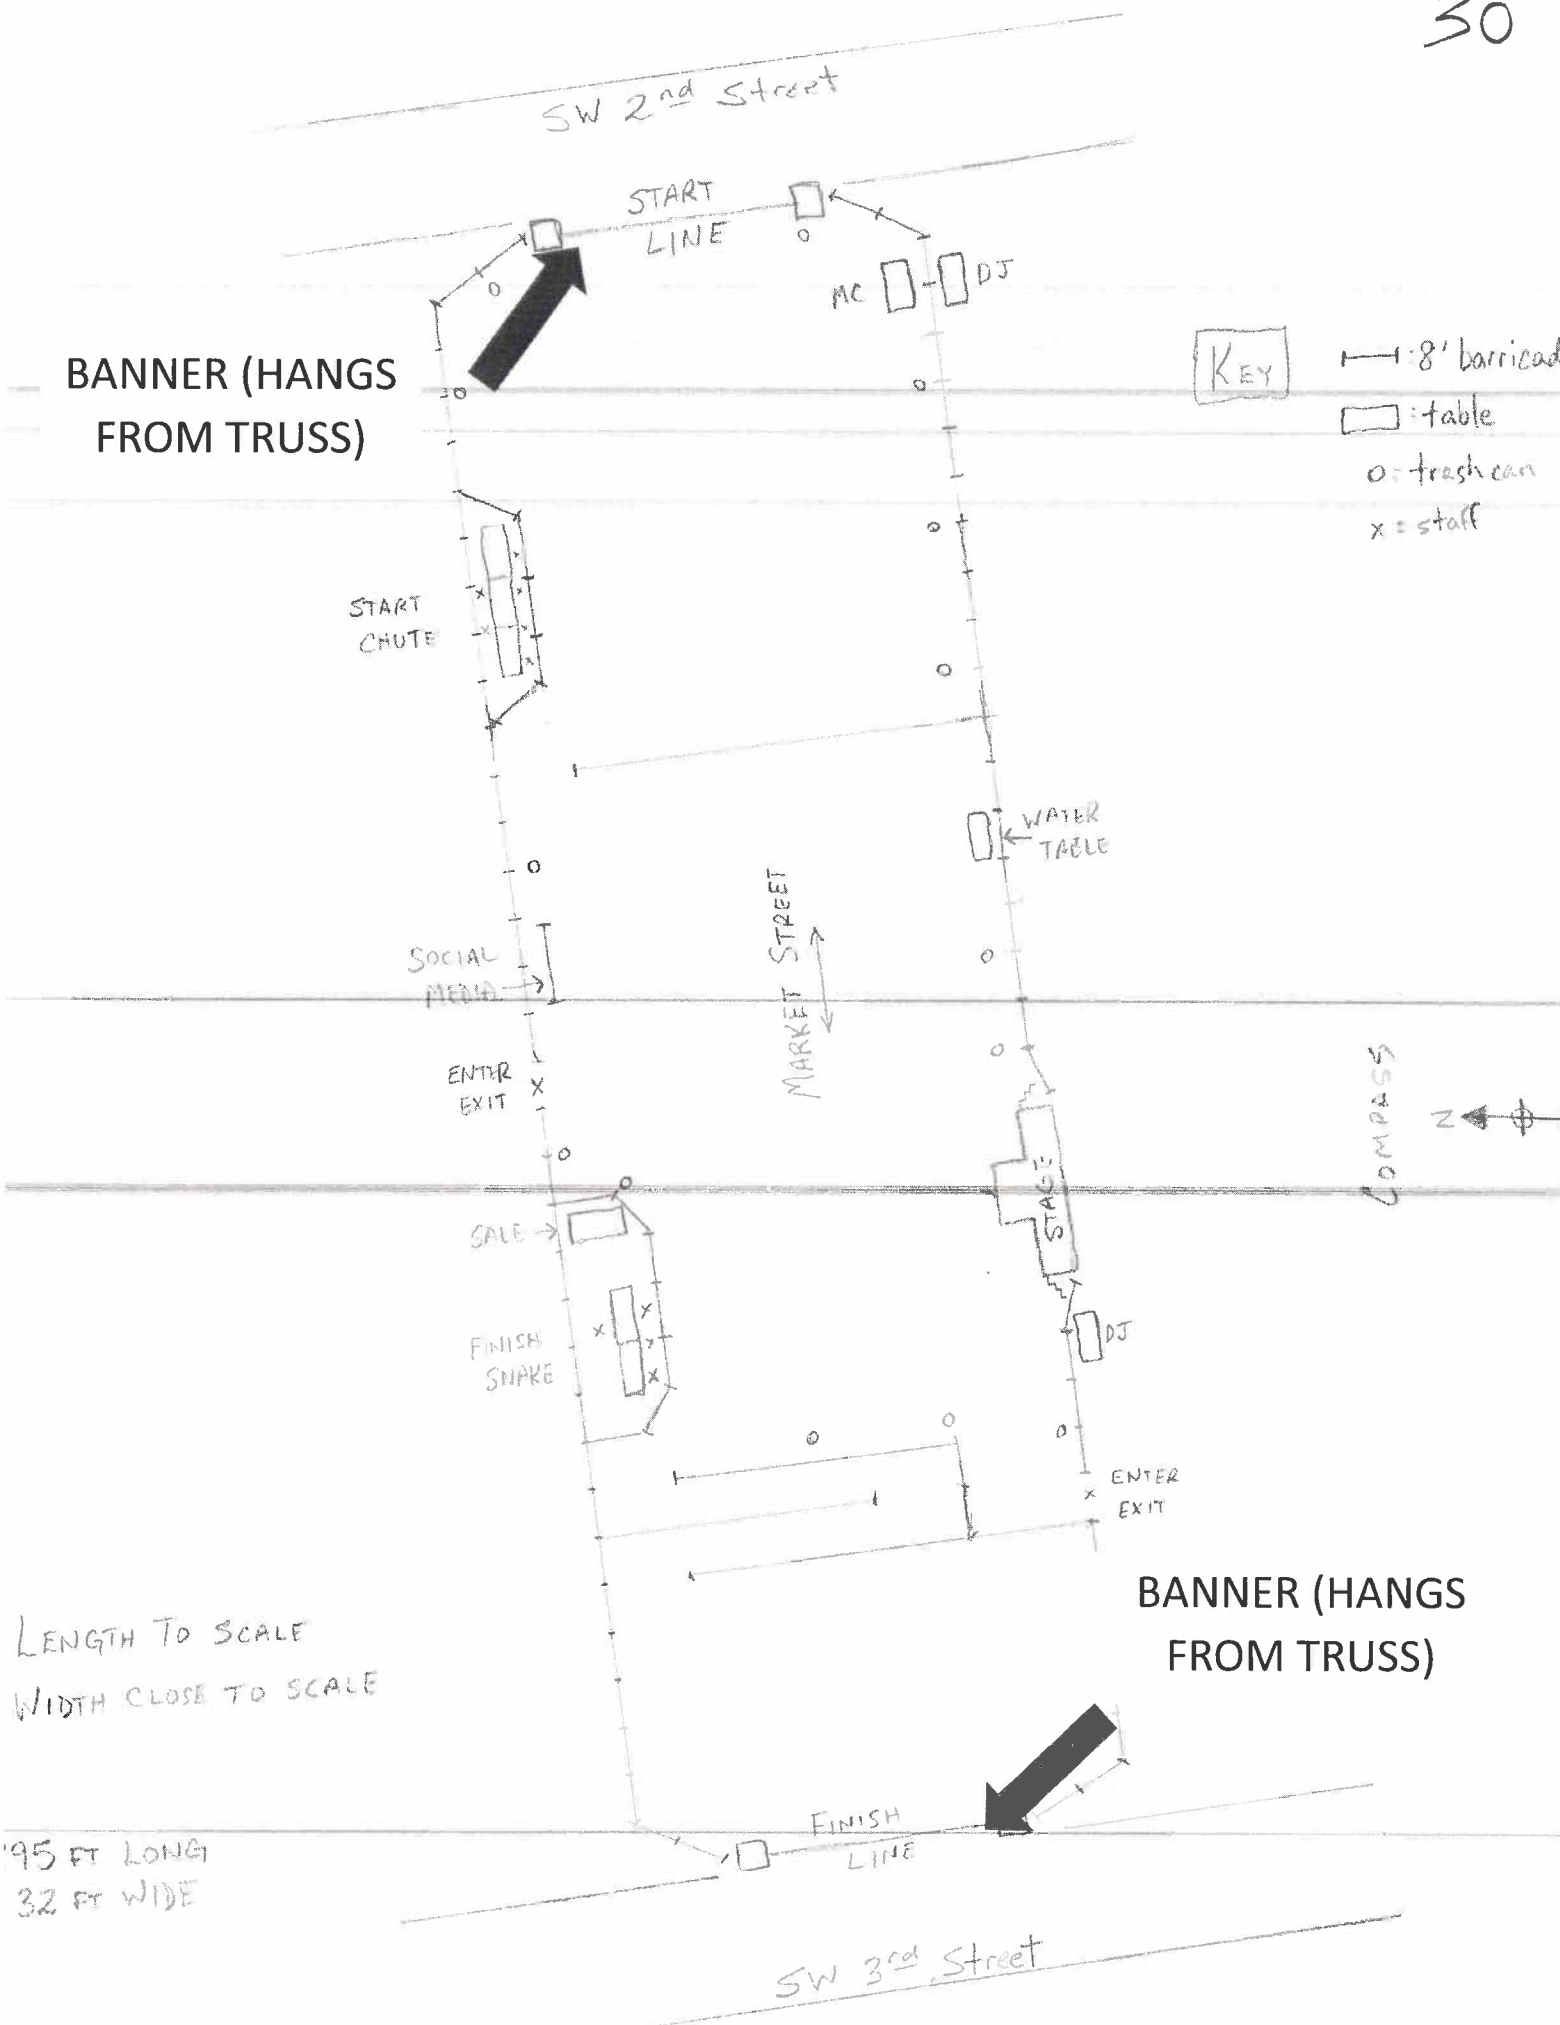 30
SW 2nd Street
START
LINE
MC
DJ
BANNER (HANGS
FROM TRUSS)
KEY
: 8' barricad
: table
o : trash can
x = staff
START
CHUTE
WATER
TABLE
MARKET STREET
SOCIAL
MEDIA
ENTER
EXIT
COMPASS
N
STAGE
SALE
FINISH
SNAKE
DJ
ENTER
EXIT
BANNER (HANGS
FROM TRUSS)
LENGTH TO SCALE
WIDTH CLOSE TO SCALE
FINISH
LINE
95 FT LONG
32 FT WIDE
SW 3rd Street